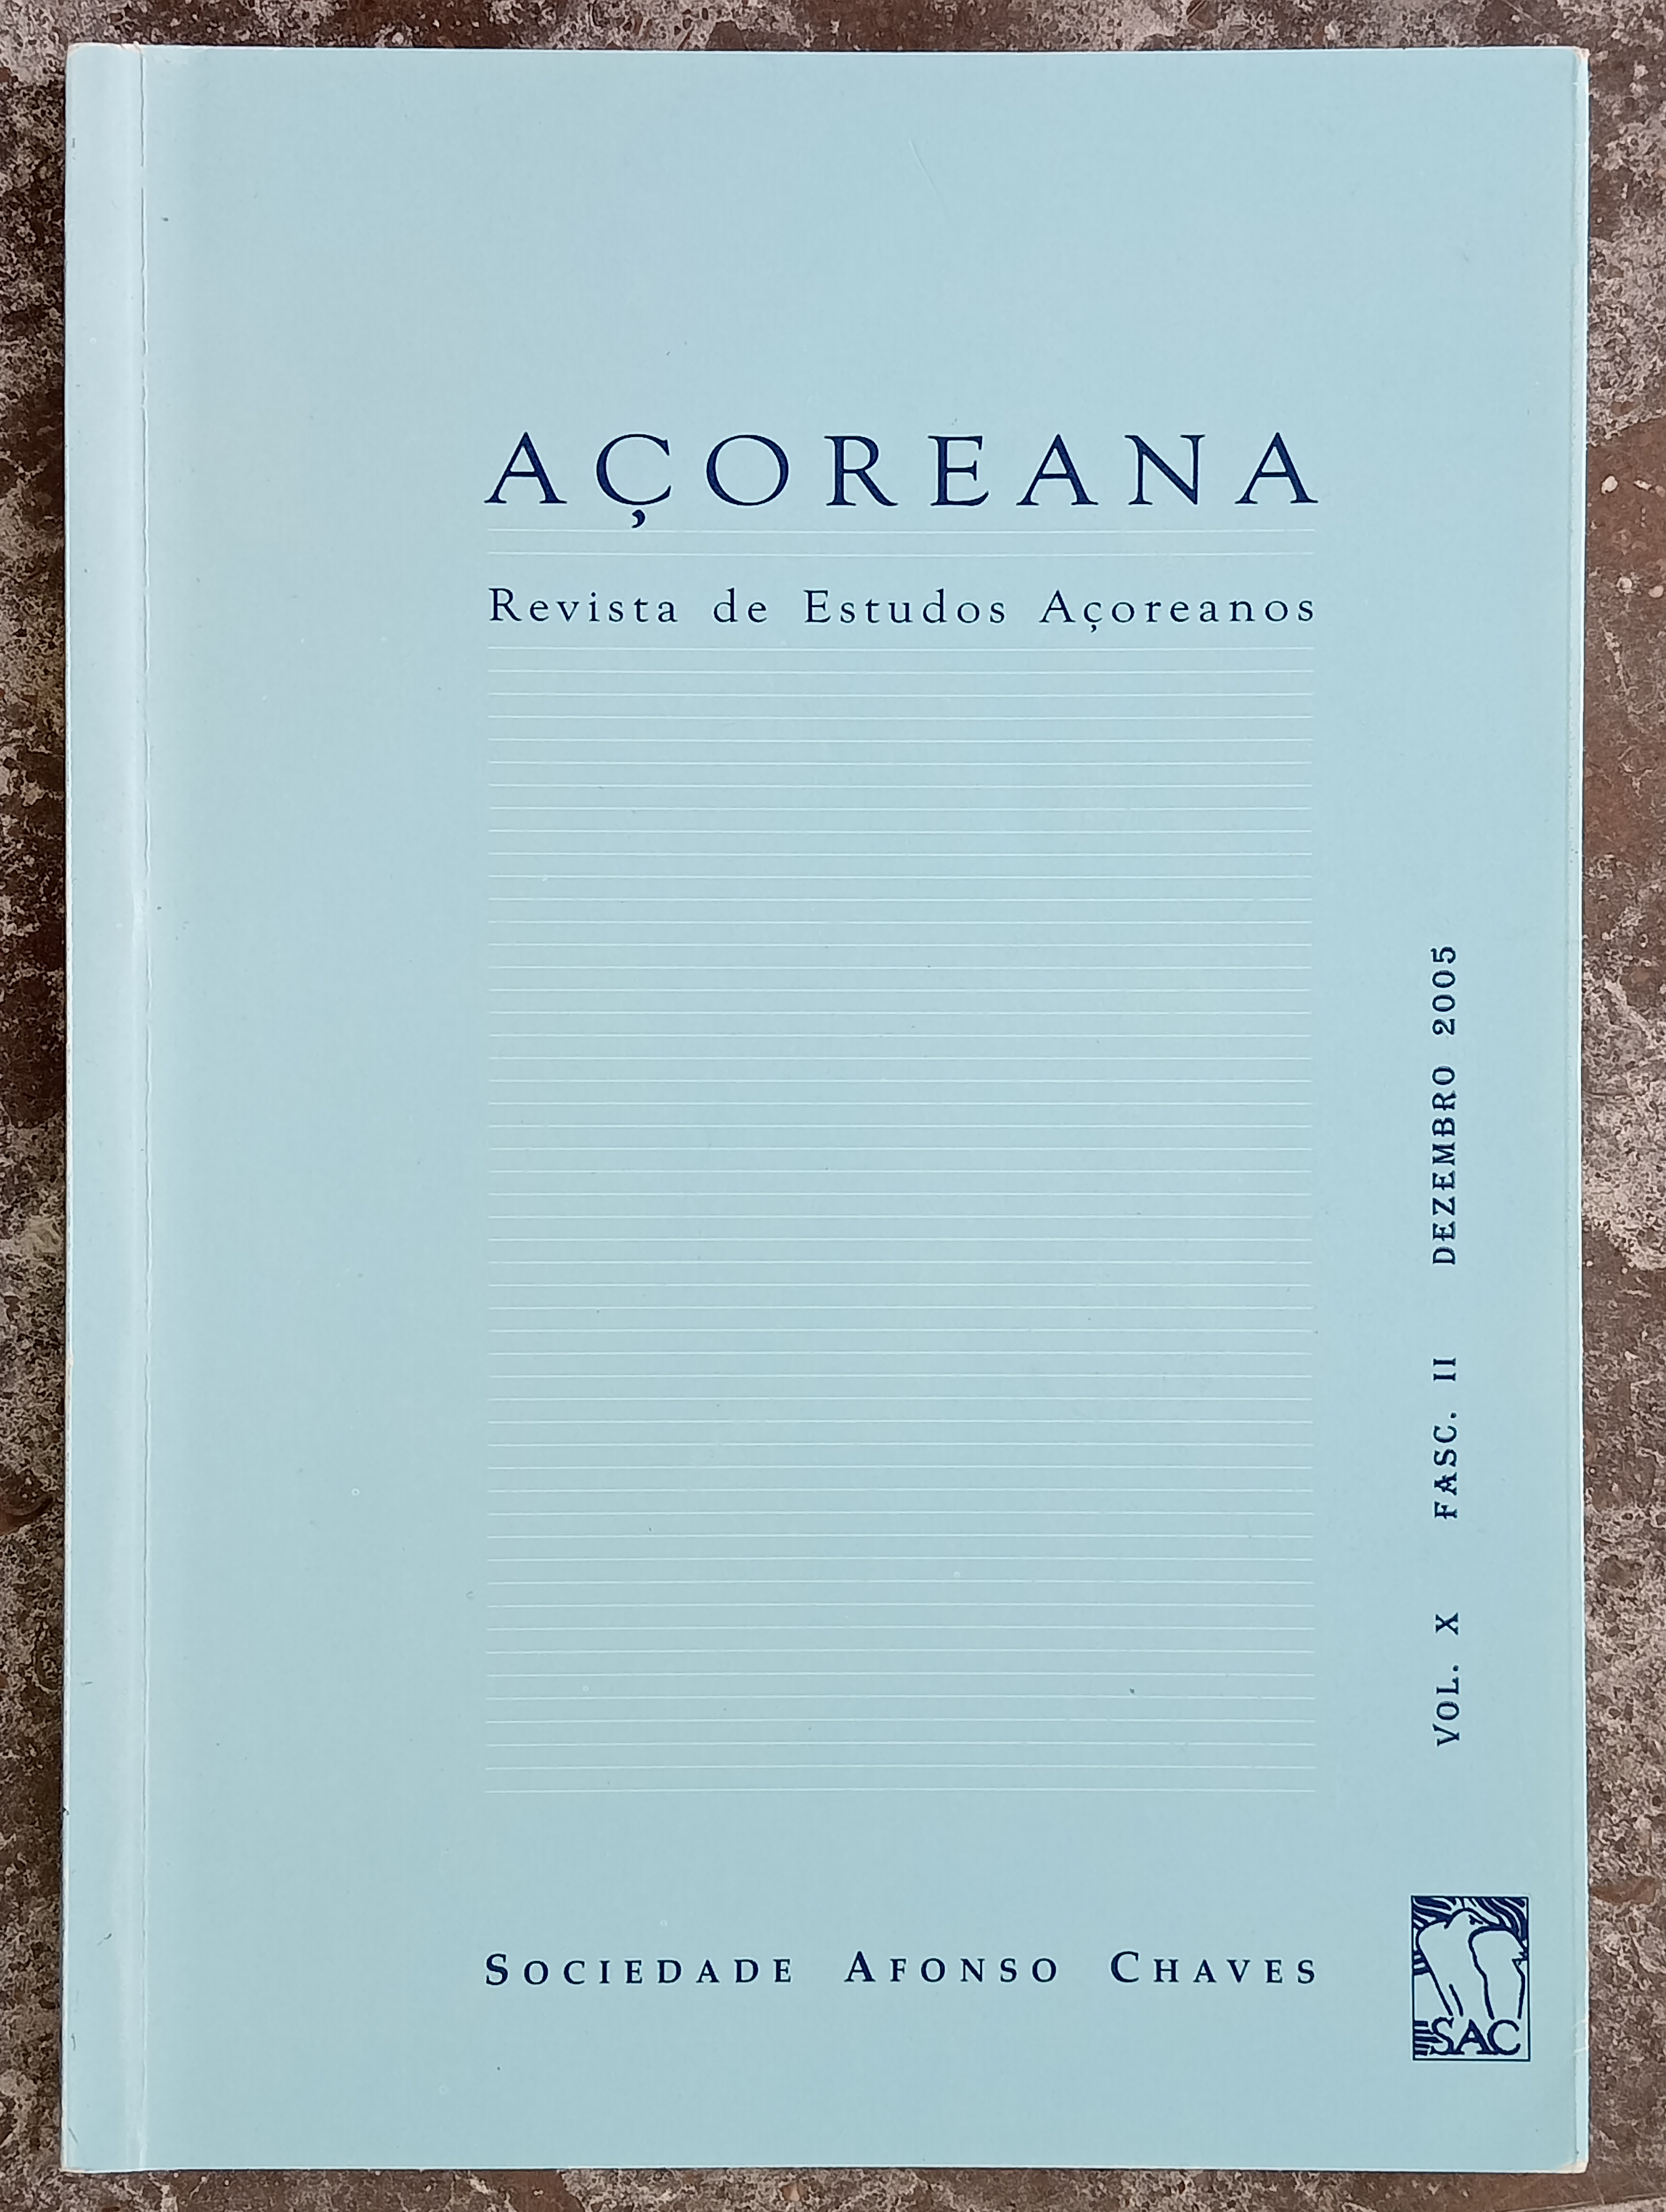 AÇOREANA
Revista de Estudos Açoreanos
VOL. X FASC. II DEZEMBRO 2005
SOCIEDADE AFONSO CHAVES
SAC